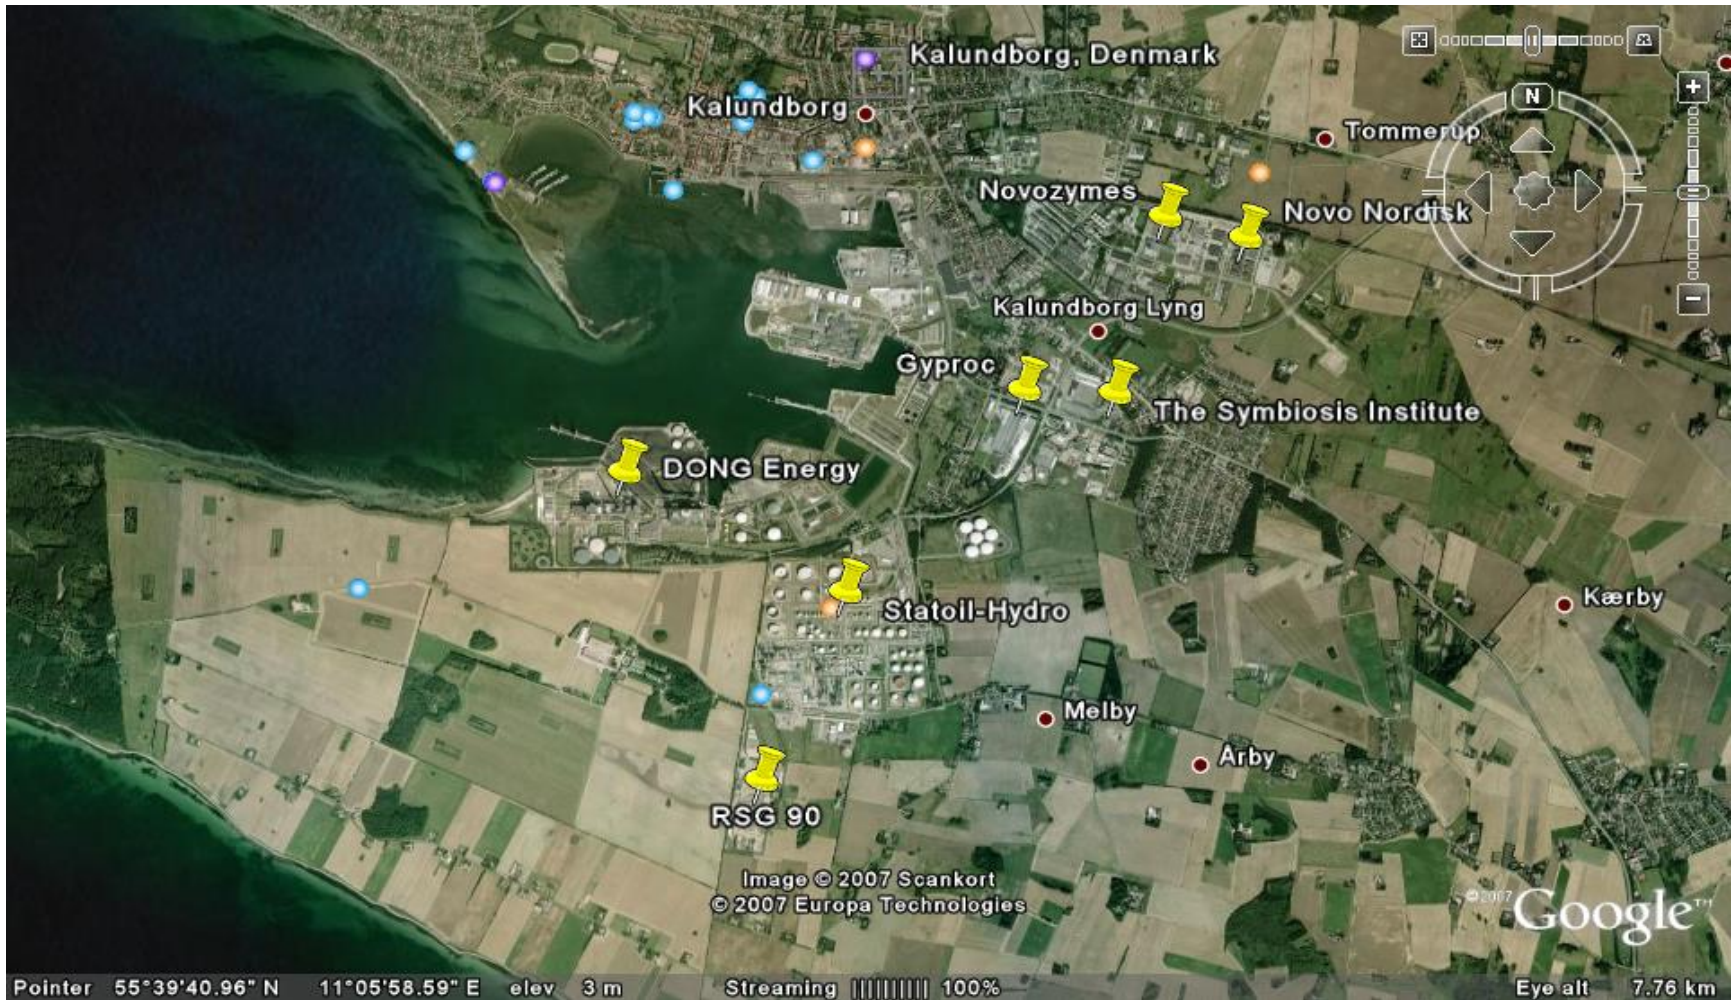 Kalundborg, Denmark
Kalundborg
N
Tommerup
Novozymes
Novo Nordisk
Kalundborg Lyng
Gyproc
The Symbiosis Institute
DONG Energy
Statoil-Hydro
Kærby
Melby
Arby
RSG 90
Image © 2007 Scankort
© 2007 Europa Technologies
©2007 Google™
Pointer 55°39'40.96" N 11°05'58.59" E elev 3 m Streaming |||||||||| 100% Eye alt 7.76 km